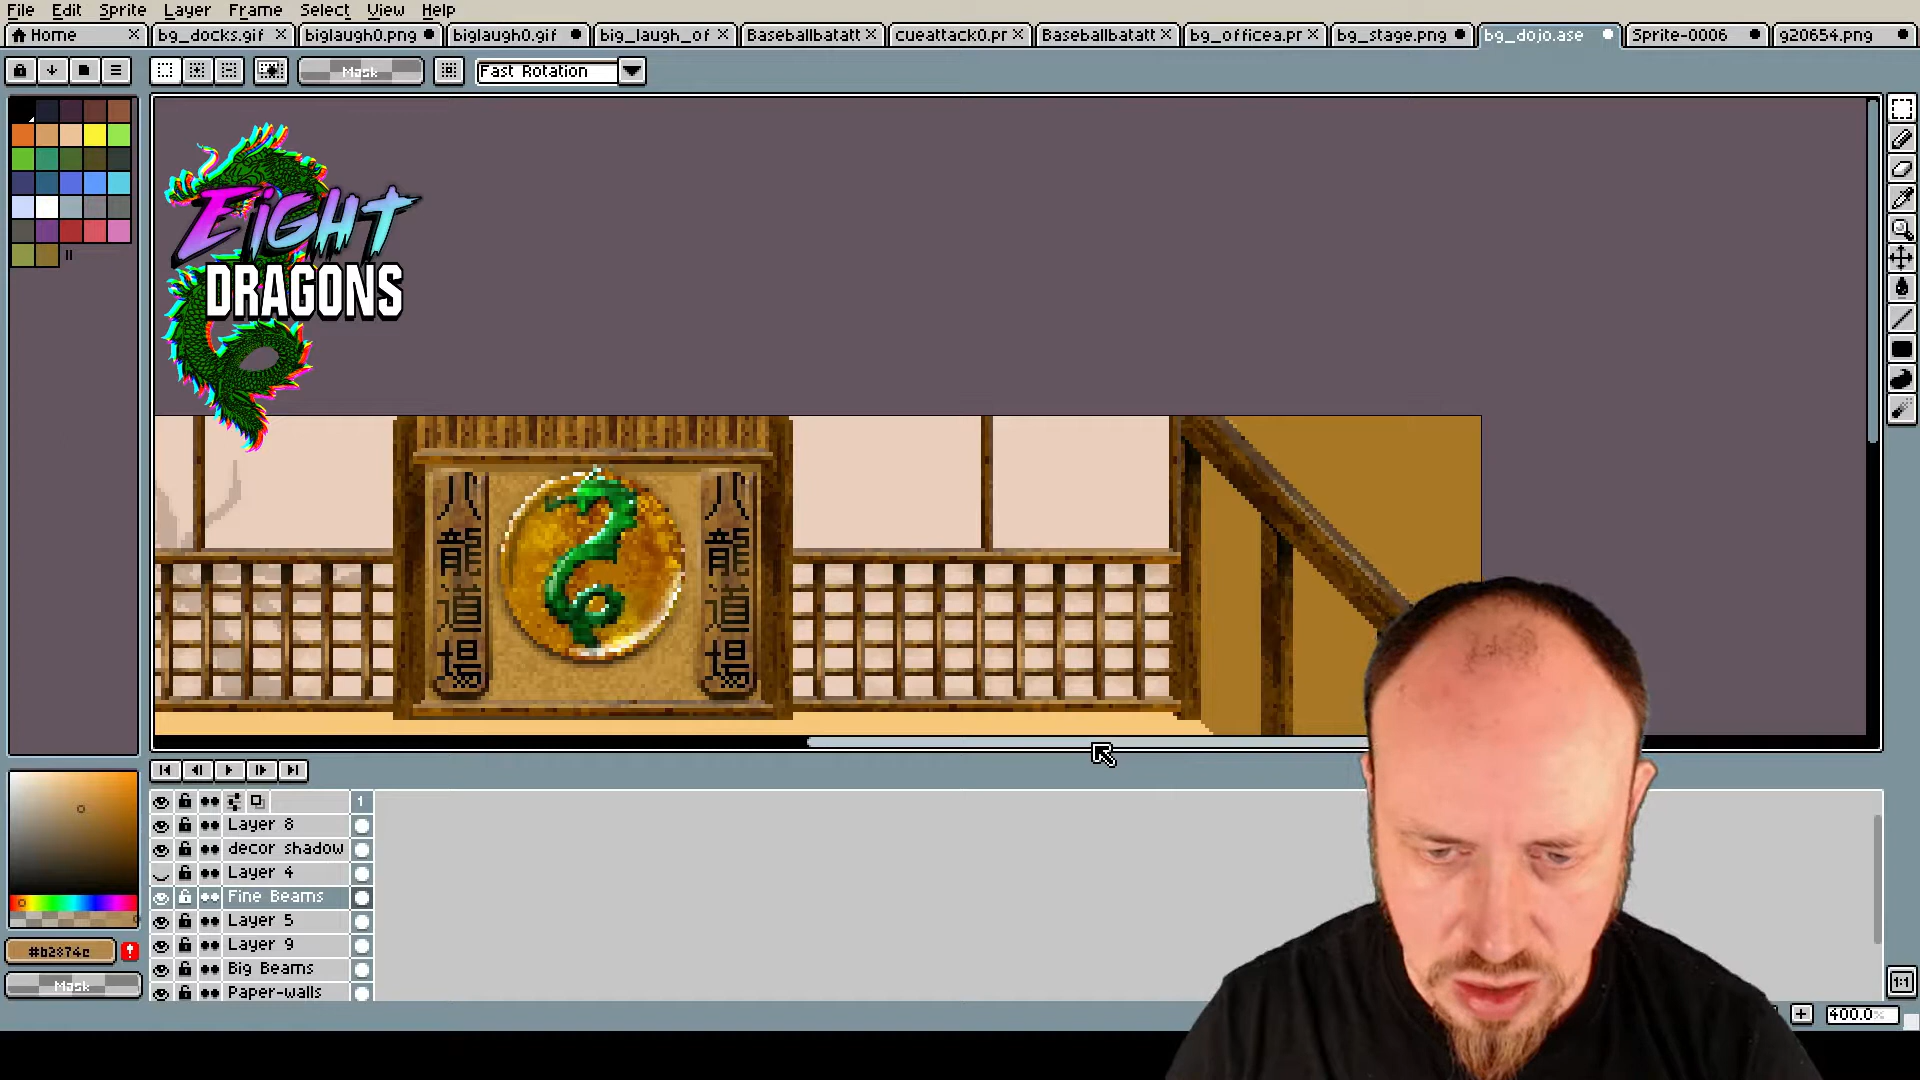 File Edit Sprite Layer Frame Select View Help
Home bg_docks.gif biglaugh0.png biglaugh0.gif big_laugh_of Baseballbatatt cueattack0.pr Baseballbatatt bg_officea.pr bg_stage.png bg_dojo.ase Sprite-0006 g20654.png
Mask Fast Rotation
EIGHT
DRAGONS
八龍道場
八龍道場
1
Layer 8
decor shadow
Layer 4
Fine Beams
Layer 5
Layer 9
Big Beams
Paper-walls
#b2874c
Mask
1:1
400.0%